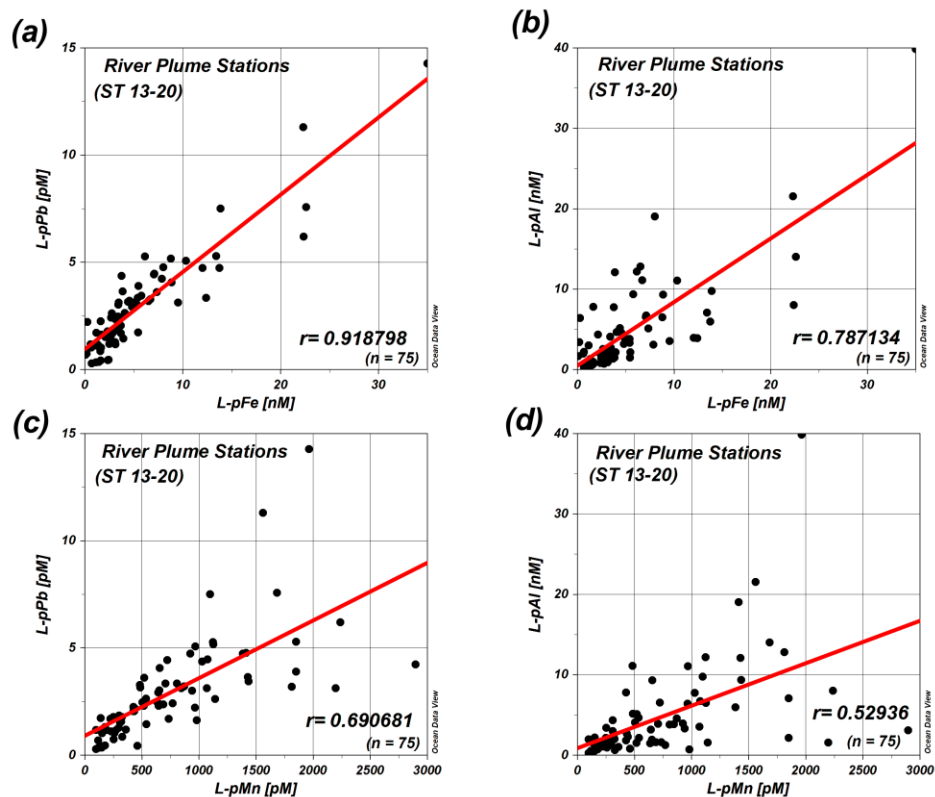 (a)
River Plume Stations
(ST 13-20)
15
10
5
0
L-pPb [pM]
r= 0.918798
(n = 75)
Ocean Data View
0 10 20 30
L-pFe [nM]
(b)
River Plume Stations
(ST 13-20)
40
30
20
10
0
L-pAl [nM]
r= 0.787134
(n = 75)
Ocean Data View
0 10 20 30
L-pFe [nM]
(c)
River Plume Stations
(ST 13-20)
15
10
5
0
L-pPb [pM]
r= 0.690681
(n = 75)
Ocean Data View
0 500 1000 1500 2000 2500 3000
L-pMn [pM]
(d)
River Plume Stations
(ST 13-20)
40
30
20
10
0
L-pAl [nM]
r= 0.52936
(n = 75)
Ocean Data View
0 500 1000 1500 2000 2500 3000
L-pMn [pM]